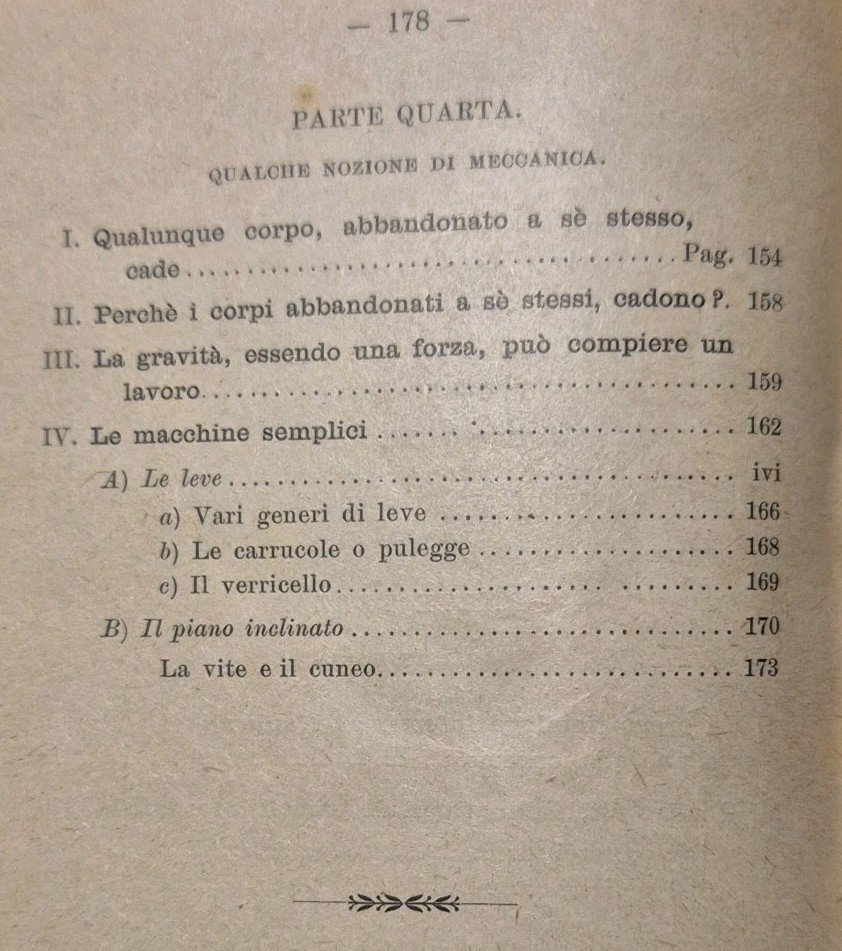 — 178 —
PARTE QUARTA.
QUALCHE NOZIONE DI MECCANICA.
I. Qualunque corpo, abbandonato a sè stesso,
cade........................................Pag. 154
II. Perchè i corpi abbandonati a sè stessi, cadono?. 158
III. La gravità, essendo una forza, può compiere un
lavoro........................................ 159
IV. Le macchine semplici........................ 162
A) Le leve........................................ ivi
a) Vari generi di leve........................ 166
b) Le carrucole o pulegge.................... 168
c) Il verricello................................ 169
B) Il piano inclinato............................ 170
La vite e il cuneo............................ 173